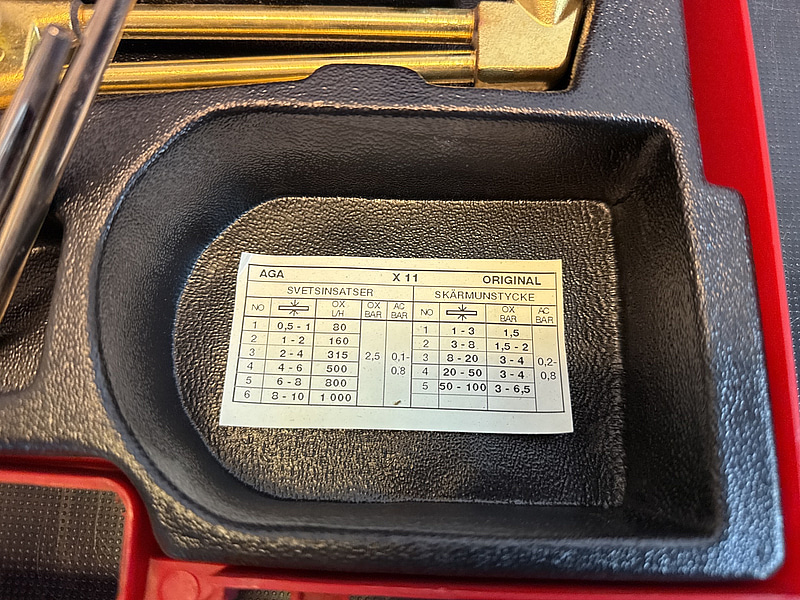 AGA X 11 ORIGINAL
SVETSINSATSER SKÄRMUNSTYCKE
NO OX L/H OX BAR AC BAR NO OX BAR AC BAR
1 0,5 - 1 80 1 1 - 3 1,5
2 1 - 2 160 2 3 - 8 1,5 - 2
3 2 - 4 315 2,5 0,1- 0,8 3 8 - 20 3 - 4 0,2- 0,8
4 4 - 6 500 4 20 - 50 3 - 4
5 6 - 8 800 5 50 - 100 3 - 6,5
6 8 - 10 1 000